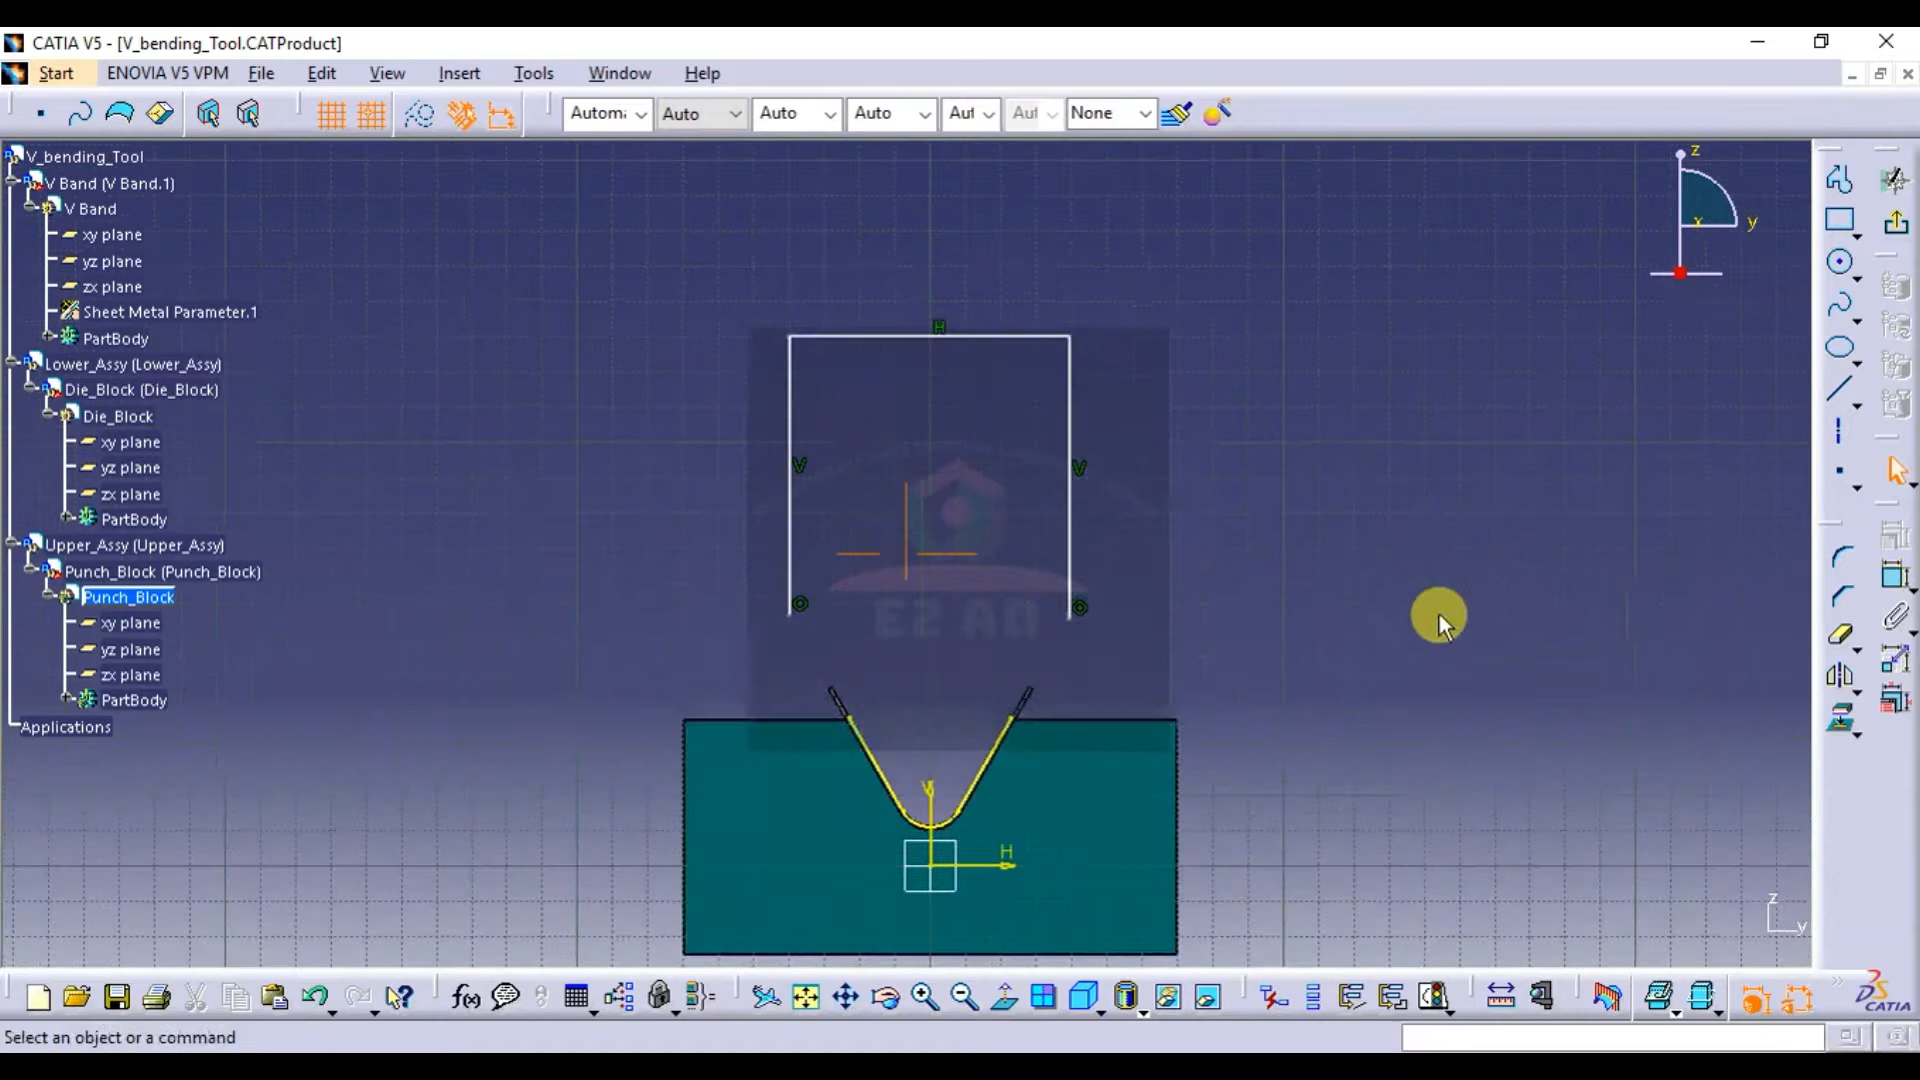 CATIA V5 - [V_bending_Tool.CATProduct]
Start ENOVIA V5 VPM File Edit View Insert Tools Window Help
Auto Auto Auto Aut Aut None
V_bending_Tool
V Band (V Band.1)
V Band
xy plane
yz plane
zx plane
Sheet Metal Parameter.1
PartBody
Lower_Assy (Lower_Assy)
Die_Block (Die_Block)
Die_Block
xy plane
yz plane
zx plane
PartBody
Upper_Assy (Upper_Assy)
Punch_Block (Punch_Block)
Punch_Block
xy plane
yz plane
zx plane
PartBody
Applications
z
x y
H
V V
V
H
z
y
f(x)
DS
CATIA
Select an object or a command